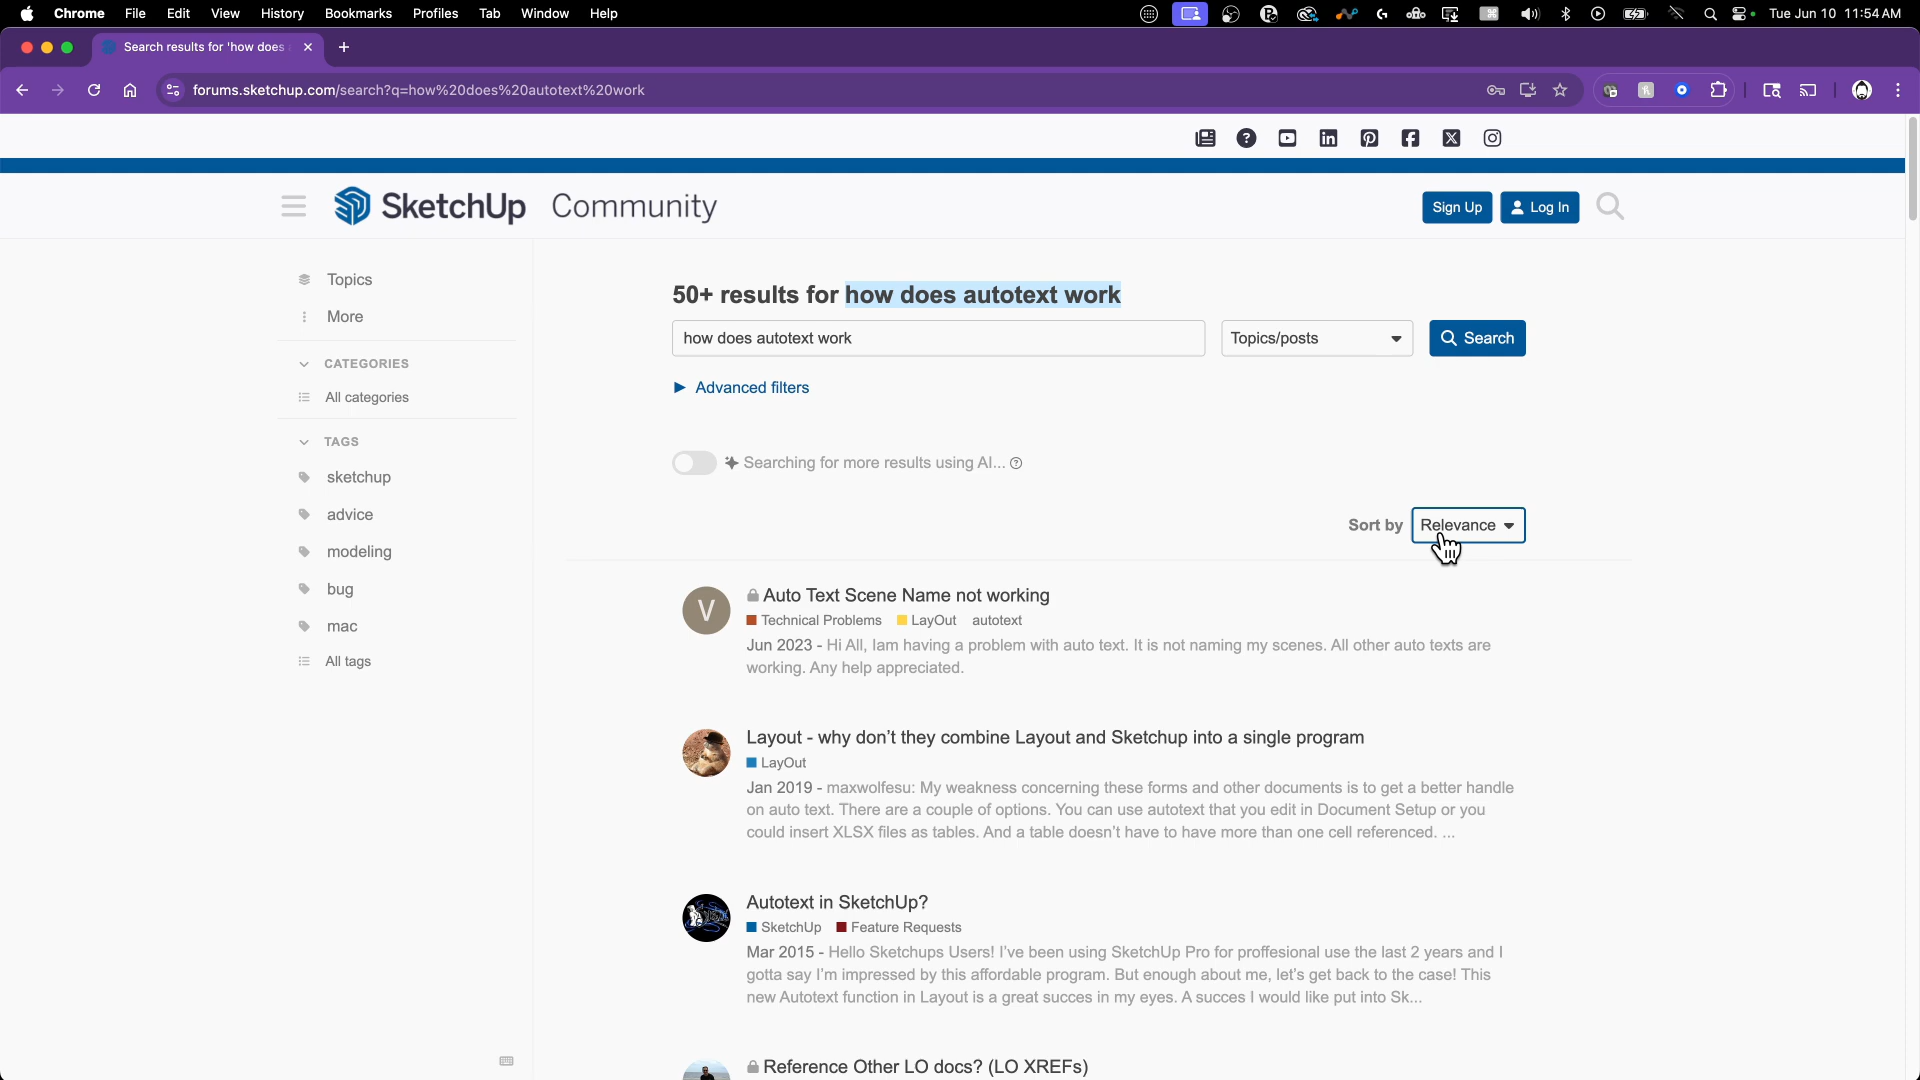 Chrome File Edit View History Bookmarks Profiles Tab Window Help Tue Jun 10 11:54 AM
Search results for 'how does
forums.sketchup.com/search?q=how%20does%20autotext%20work
SketchUp Community
Sign Up Log In
Topics
More
CATEGORIES
All categories
TAGS
sketchup
advice
modeling
bug
mac
All tags
50+ results for how does autotext work
how does autotext work Topics/posts Search
Advanced filters
Searching for more results using AI...
Sort by Relevance
V
Auto Text Scene Name not working
Technical Problems LayOut autotext
Jun 2023 - Hi All, Iam having a problem with auto text. It is not naming my scenes. All other auto texts are
working. Any help appreciated.
Layout - why don't they combine Layout and Sketchup into a single program
LayOut
Jan 2019 - maxwolfesu: My weakness concerning these forms and other documents is to get a better handle
on auto text. There are a couple of options. You can use autotext that you edit in Document Setup or you
could insert XLSX files as tables. And a table doesn't have to have more than one cell referenced. ...
Autotext in SketchUp?
SketchUp Feature Requests
Mar 2015 - Hello Sketchups Users! I've been using SketchUp Pro for proffesional use the last 2 years and I
gotta say I'm impressed by this affordable program. But enough about me, let's get back to the case! This
new Autotext function in Layout is a great succes in my eyes. A succes I would like put into Sk...
Reference Other LO docs? (LO XREFs)